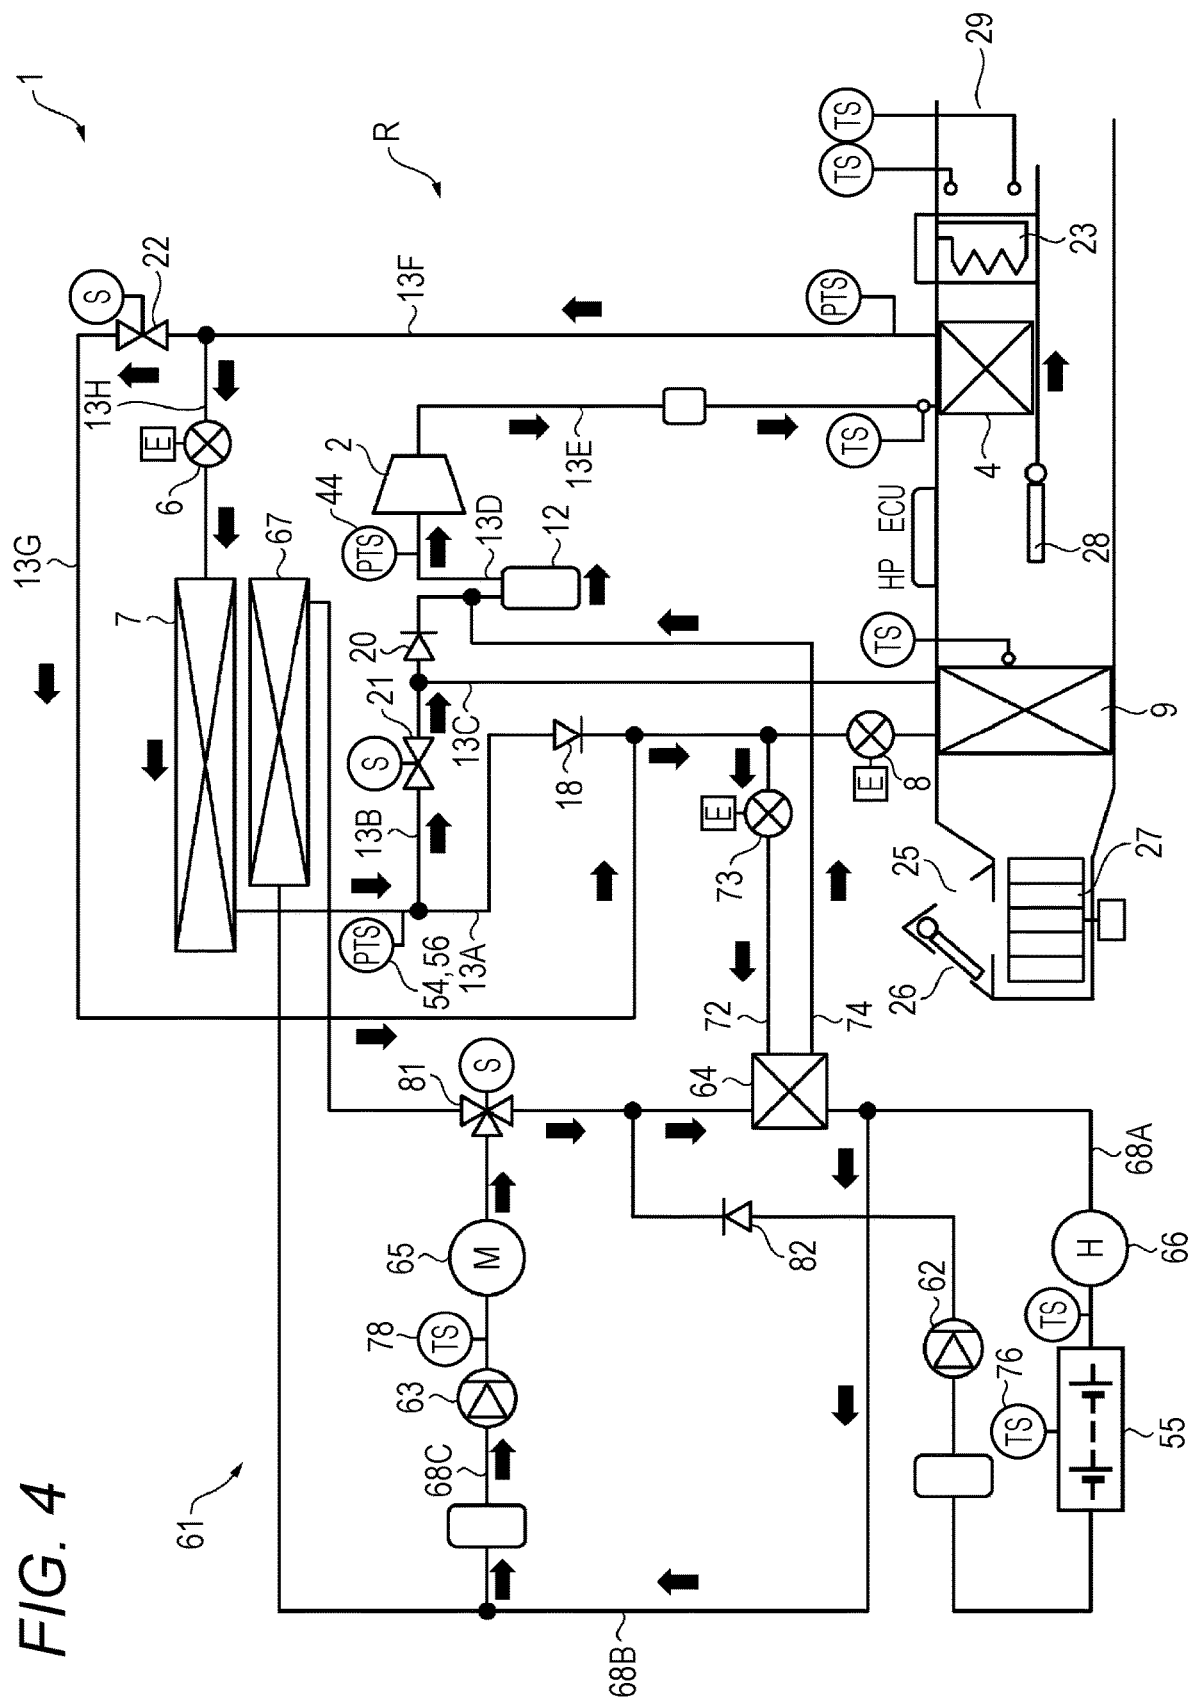 FIG. 4
1
R
61
13G
13H
22
S
13F
29
TS
TS
E
6
7
67
44
PTS
2
13D
12
13E
TS
PTS
23
4
HP ECU
28
20
21
S
13B
13C
18
TS
9
E
8
E
73
25
26
27
PTS
54, 56
13A
72
74
64
81
S
68A
65
M
82
62
66
H
TS
78
TS
63
68C
76
TS
55
68B